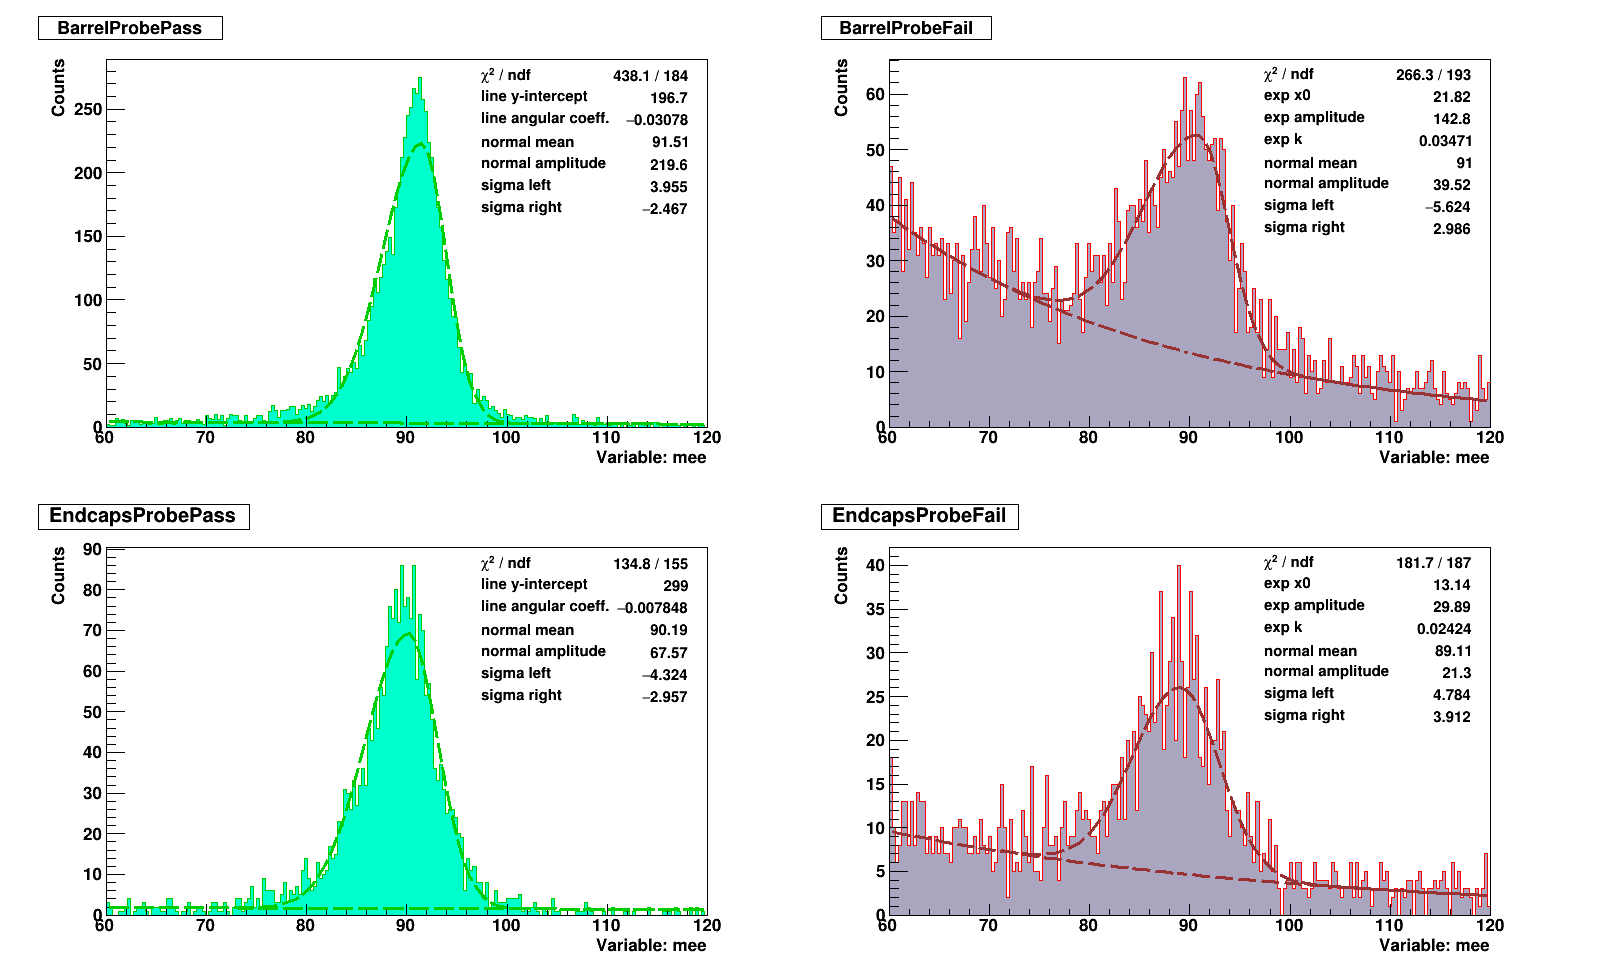 BarrelProbePass
Counts
χ² / ndf 438.1 / 184
line y-intercept 196.7
line angular coeff. −0.03078
normal mean 91.51
normal amplitude 219.6
sigma left 3.955
sigma right −2.467
250
200
150
100
50
0
60 70 80 90 100 110 120
Variable: mee
BarrelProbeFail
Counts
χ² / ndf 266.3 / 193
exp x0 21.82
exp amplitude 142.8
exp k 0.03471
normal mean 91
normal amplitude 39.52
sigma left −5.624
sigma right 2.986
60
50
40
30
20
10
0
60 70 80 90 100 110 120
Variable: mee
EndcapsProbePass
Counts
χ² / ndf 134.8 / 155
line y-intercept 299
line angular coeff. −0.007848
normal mean 90.19
normal amplitude 67.57
sigma left −4.324
sigma right −2.957
90
80
70
60
50
40
30
20
10
0
60 70 80 90 100 110 120
Variable: mee
EndcapsProbeFail
Counts
χ² / ndf 181.7 / 187
exp x0 13.14
exp amplitude 29.89
exp k 0.02424
normal mean 89.11
normal amplitude 21.3
sigma left 4.784
sigma right 3.912
40
35
30
25
20
15
10
5
0
60 70 80 90 100 110 120
Variable: mee